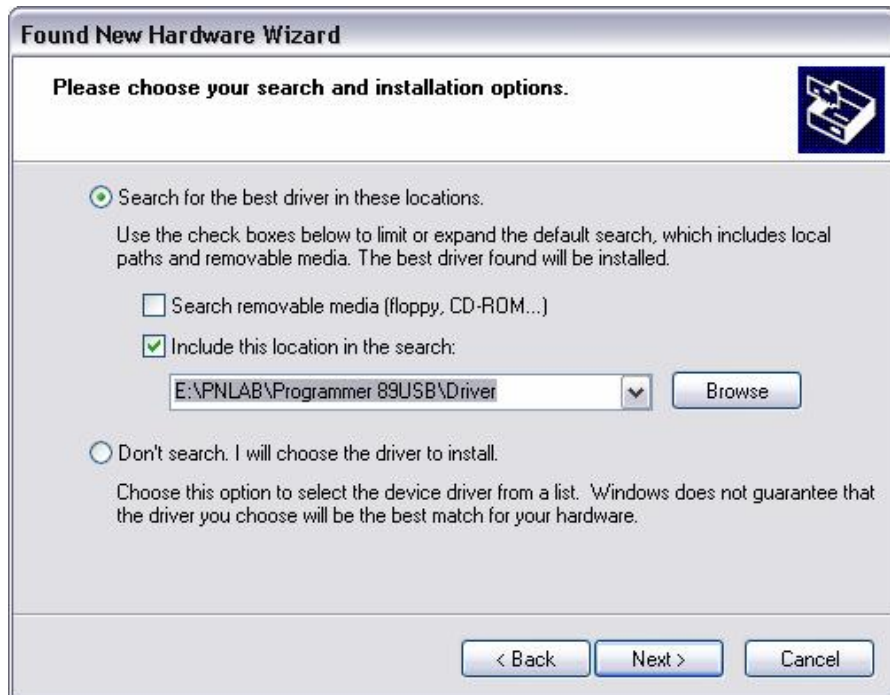 Found New Hardware Wizard
Please choose your search and installation options.
Search for the best driver in these locations.
Use the check boxes below to limit or expand the default search, which includes local
paths and removable media. The best driver found will be installed.
Search removable media (floppy, CD-ROM...)
Include this location in the search:
E:\PNLAB\Programmer 89USB\Driver
Browse
Don't search. I will choose the driver to install.
Choose this option to select the device driver from a list.  Windows does not guarantee that
the driver you choose will be the best match for your hardware.
< Back
Next >
Cancel